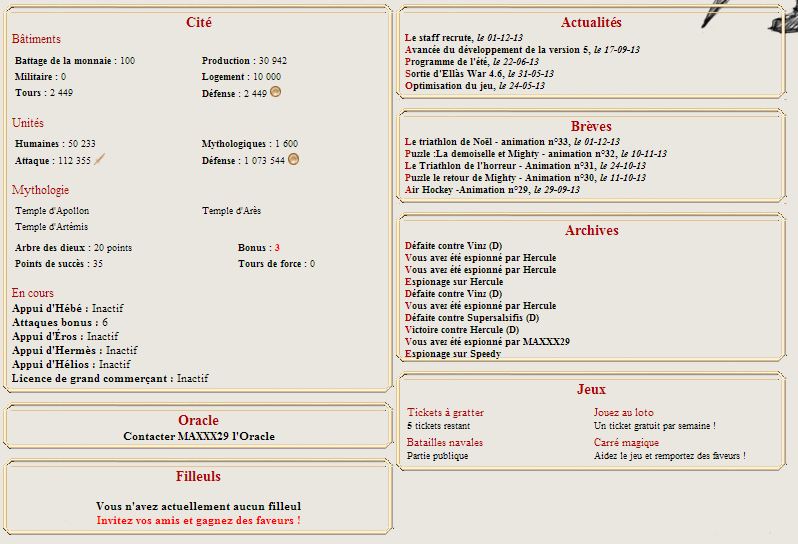 Cité
Bâtiments
Battage de la monnaie : 100
Production : 30 942
Militaire : 0
Logement : 10 000
Tours : 2 449
Défense : 2 449
Unités
Humaines : 50 233
Mythologiques : 1 600
Attaque : 112 355
Défense : 1 073 544
Mythologie
Temple d'Apollon
Temple d'Arès
Temple d'Artémis
Arbre des dieux : 20 points
Bonus : 3
Points de succès : 35
Tours de force : 0
En cours
Appui d'Hébé : Inactif
Attaques bonus : 6
Appui d'Éros : Inactif
Appui d'Hermès : Inactif
Appui d'Hélios : Inactif
Licence de grand commerçant : Inactif
Oracle
Contacter MAXXX29 l'Oracle
Filleuls
Vous n'avez actuellement aucun filleul
Invitez vos amis et gagnez des faveurs !
Actualités
Le staff recrute, le 01-12-13
Avancée du développement de la version 5, le 17-09-13
Programme de l'été, le 22-06-13
Sortie d'Ellàs War 4.6, le 31-05-13
Optimisation du jeu, le 24-05-13
Brèves
Le triathlon de Noël - animation n°33, le 01-12-13
Puzzle :La demoiselle et Mighty - animation n°32, le 10-11-13
Le Triathlon de l'horreur - Animation n°31, le 24-10-13
Puzzle le retour de Mighty - Animation n°30, le 11-10-13
Air Hockey -Animation n°29, le 29-09-13
Archives
Défaite contre Vinz (D)
Vous avez été espionné par Hercule
Vous avez été espionné par Hercule
Espionage sur Hercule
Défaite contre Vinz (D)
Vous avez été espionné par Hercule
Défaite contre Supersalsifis (D)
Victoire contre Hercule (D)
Vous avez été espionné par MAXXX29
Espionage sur Speedy
Jeux
Tickets à gratter
Jouez au loto
5 tickets restant
Un ticket gratuit par semaine !
Batailles navales
Carré magique
Partie publique
Aidez le jeu et remportez des faveurs !